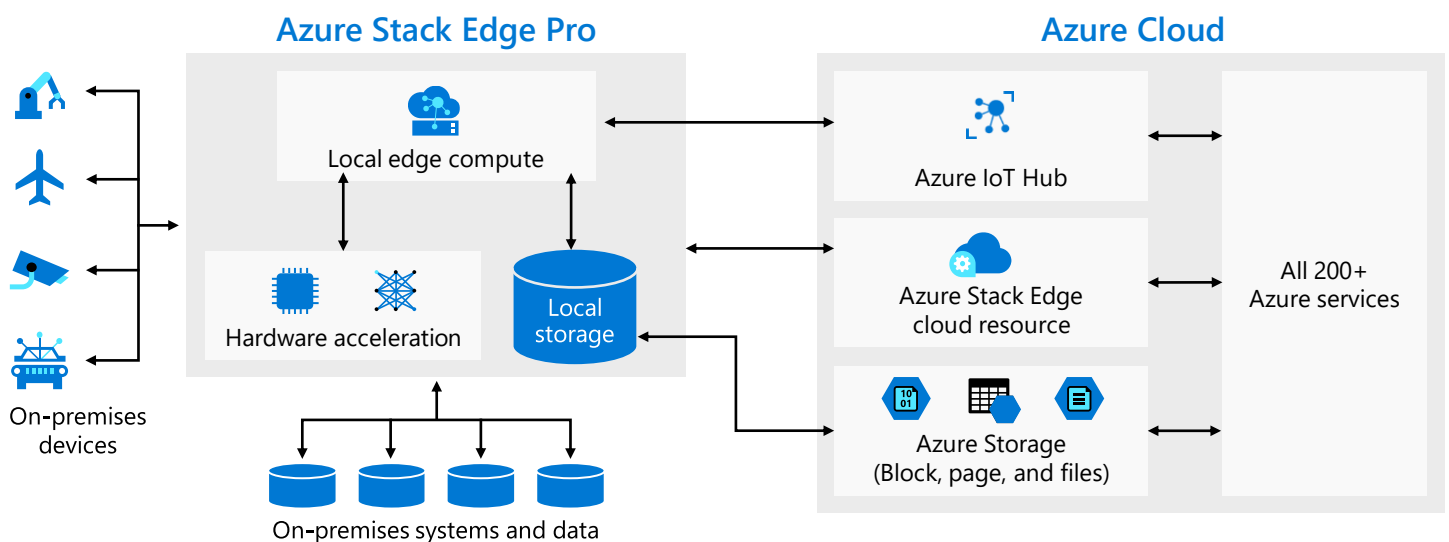 Azure Stack Edge Pro
Azure Cloud
Local edge compute
Hardware acceleration
Local
storage
On-premises
devices
On-premises systems and data
Azure IoT Hub
Azure Stack Edge
cloud resource
10
01
Azure Storage
(Block, page, and files)
All 200+
Azure services